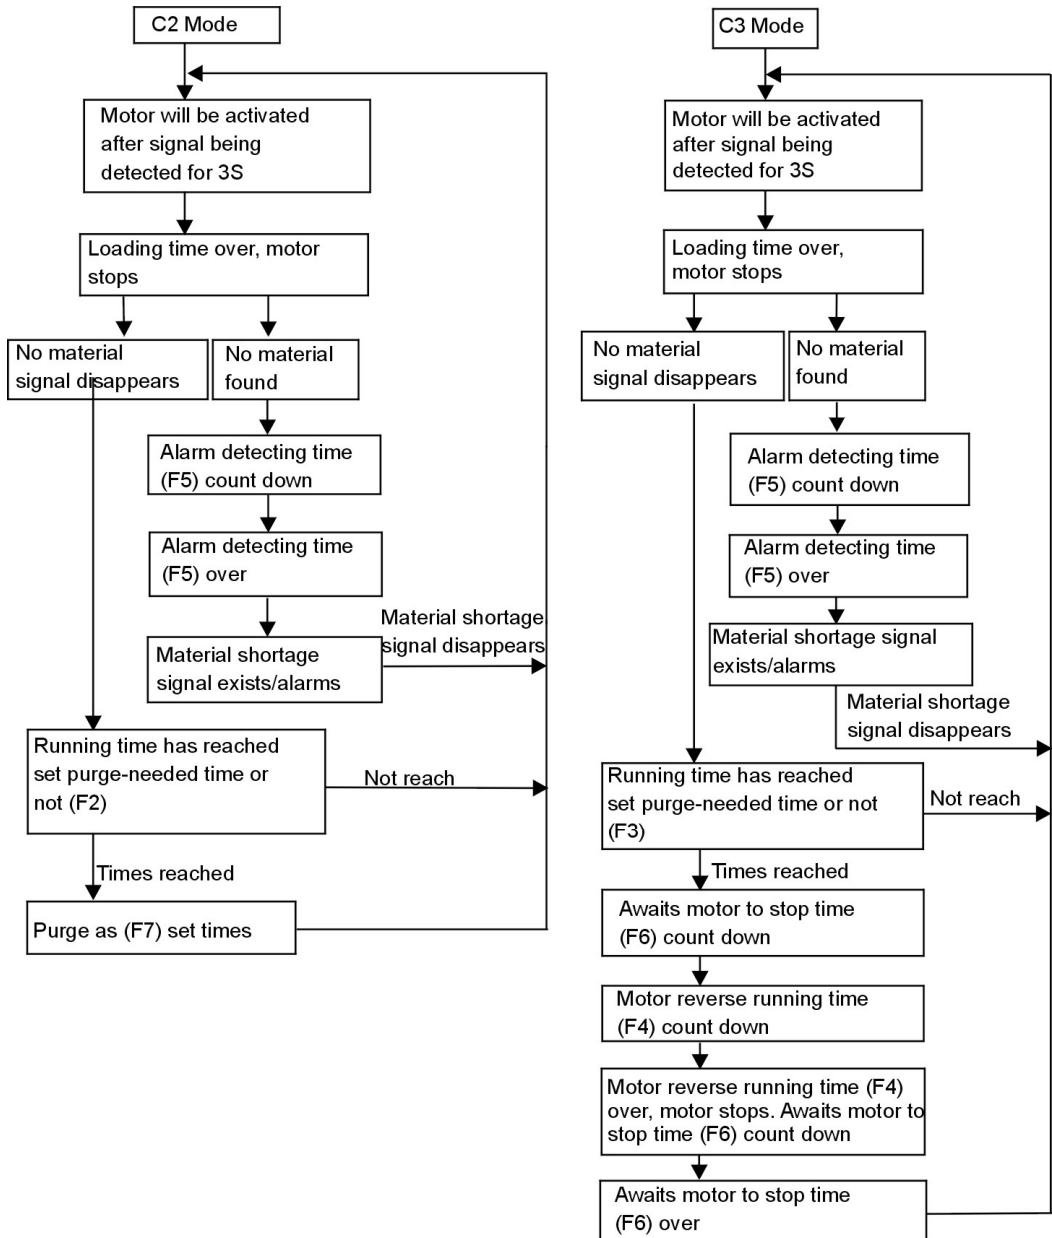 C2 Mode
Motor will be activated
after signal being
detected for 3S
Loading time over, motor
stops
No material
signal disappears
No material
found
Alarm detecting time
(F5) count down
Alarm detecting time
(F5) over
Material shortage
signal exists/alarms
Material shortage
signal disappears
Running time has reached
set purge-needed time or
not (F2)
Not reach
Times reached
Purge as (F7) set times
C3 Mode
Motor will be activated
after signal being
detected for 3S
Loading time over,
motor stops
No material
signal disappears
No material
found
Alarm detecting time
(F5) count down
Alarm detecting time
(F5) over
Material shortage signal
exists/alarms
Material shortage
signal disappears
Running time has reached
set purge-needed time or not
(F3)
Not reach
Times reached
Awaits motor to stop time
(F6) count down
Motor reverse running time
(F4) count down
Motor reverse running time (F4)
over, motor stops. Awaits motor to
stop time (F6) count down
Awaits motor to stop time
(F6) over